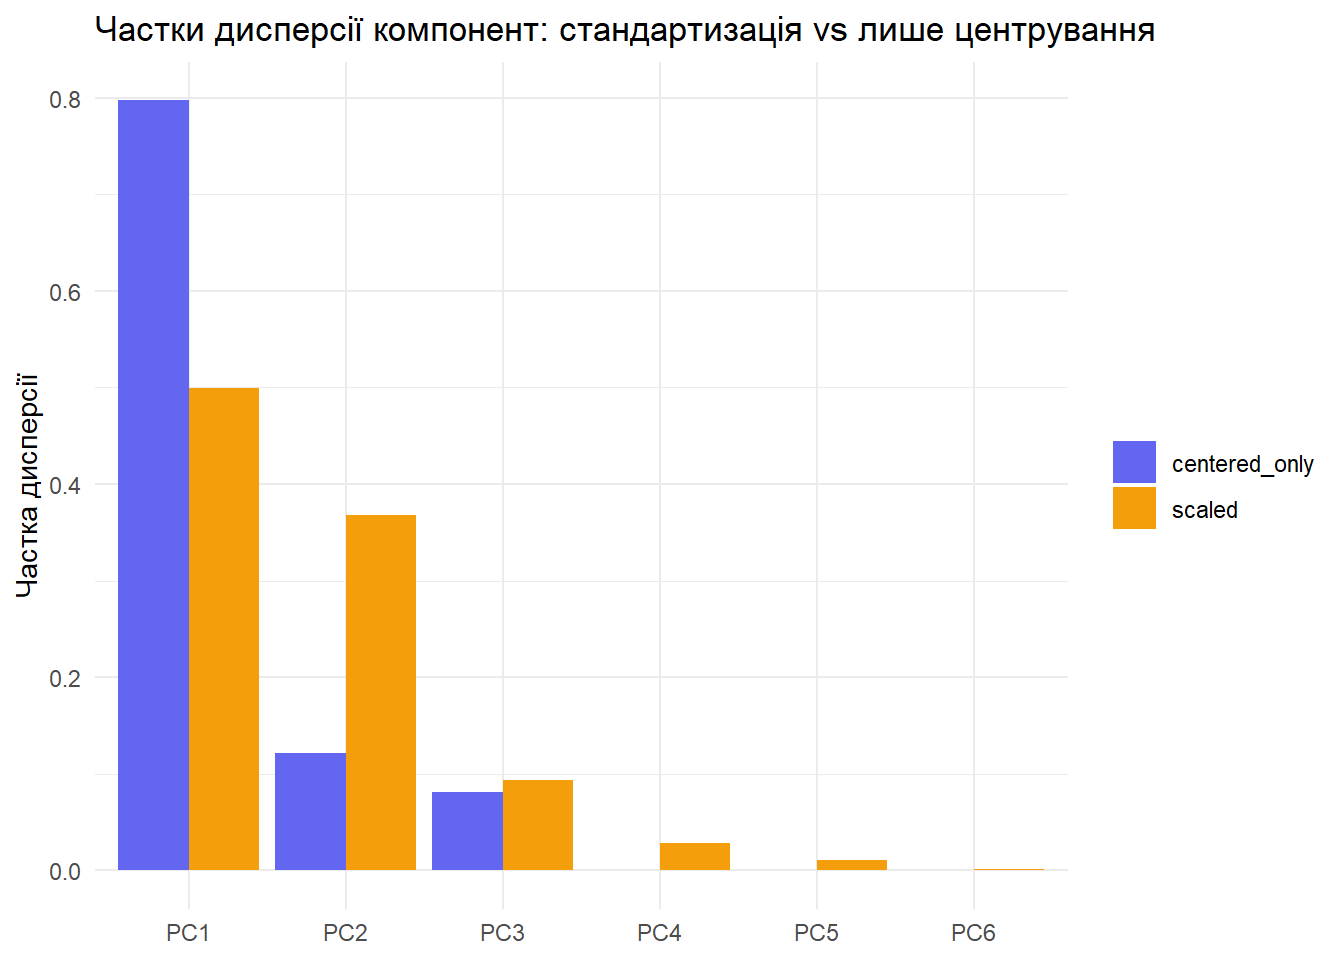 Частки дисперсії компонент: стандартизація vs лише центрування
Частка дисперсії
0.8
0.6
0.4
0.2
0.0
PC1 PC2 PC3 PC4 PC5 PC6
centered_only
scaled